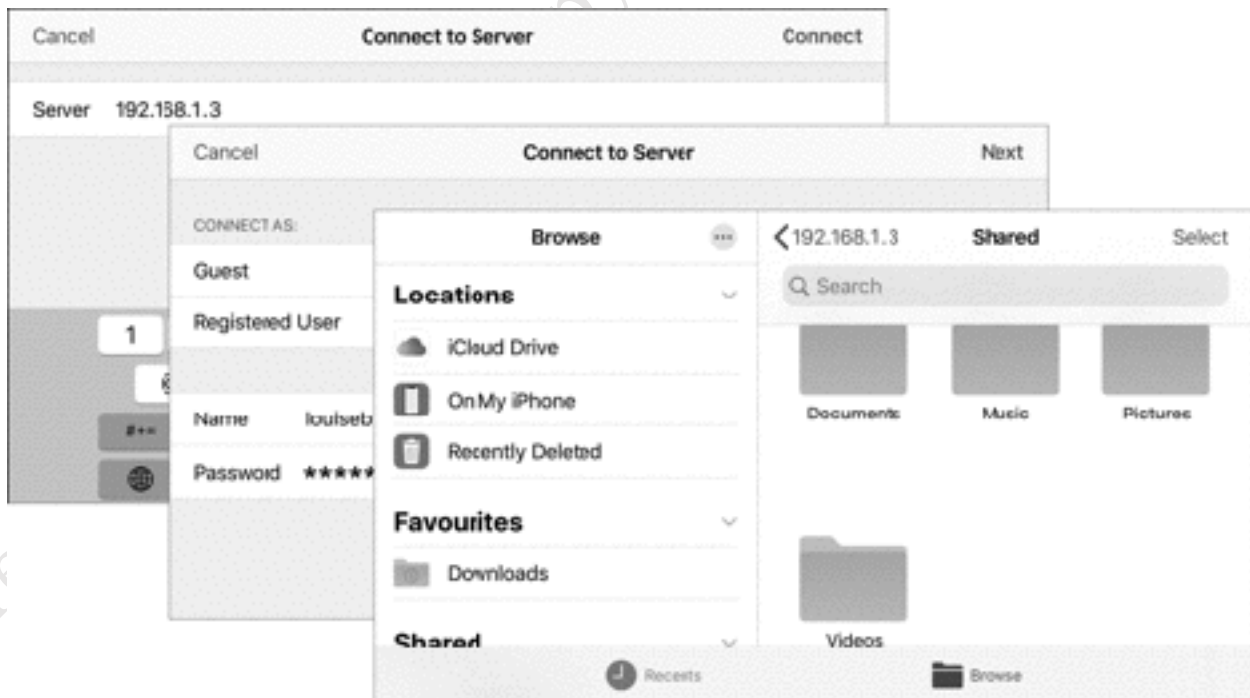 Cancel Connect to Server Connect
Server 192.168.1.3
Cancel Connect to Server Next
CONNECT AS:
Guest
Registered User
Name louiseb
Password *****
1
#+=
Browse
Locations
iCloud Drive
On My iPhone
Recently Deleted
Favourites
Downloads
Shared
192.168.1.3 Shared Select
Search
Documents Music Pictures
Videos
Recents Browse